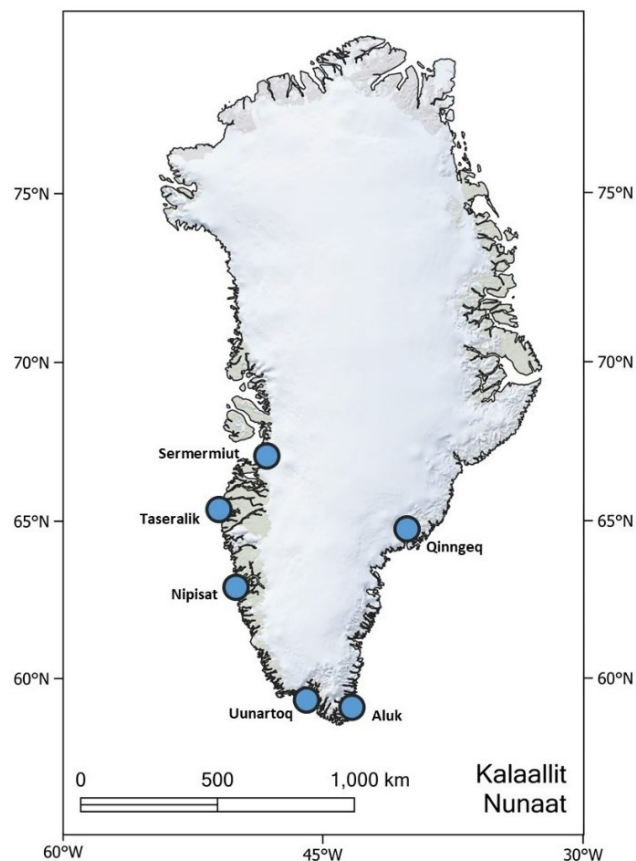 75°N
75°N
70°N
70°N
Sermermiut
Taseralik
65°N
65°N
Qinngeq
Nipisat
60°N
60°N
Uunartoq
Aluk
0
500
1,000 km
Kalaallit
Nunaat
60°W
45°W
30°W